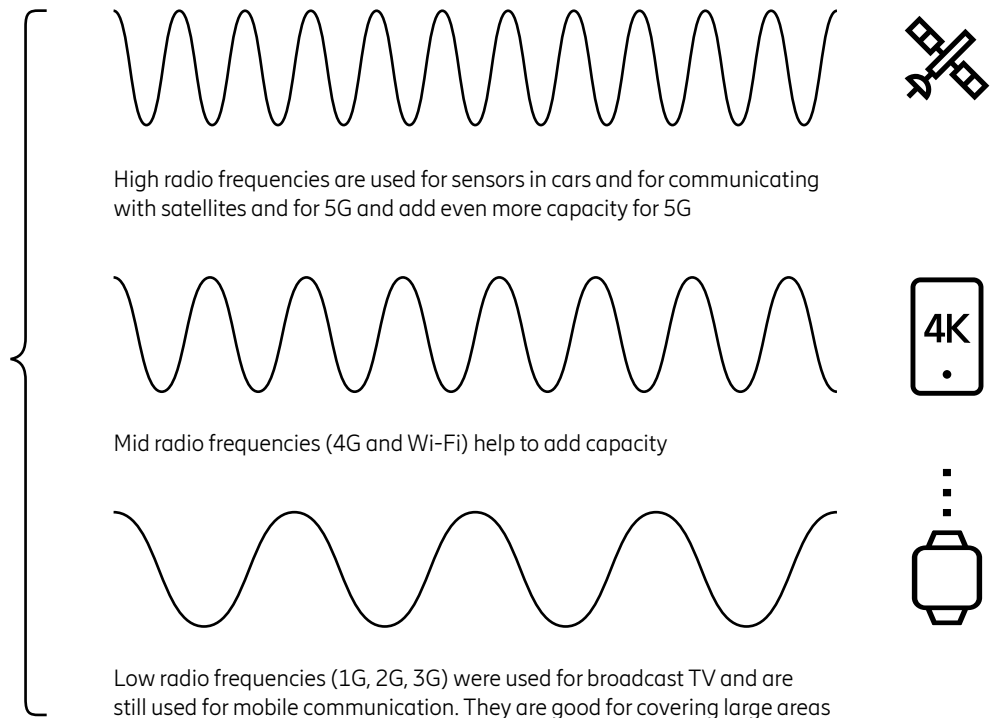 High radio frequencies are used for sensors in cars and for communicating
with satellites and for 5G and add even more capacity for 5G
4K
Mid radio frequencies (4G and Wi-Fi) help to add capacity
Low radio frequencies (1G, 2G, 3G) were used for broadcast TV and are
still used for mobile communication. They are good for covering large areas